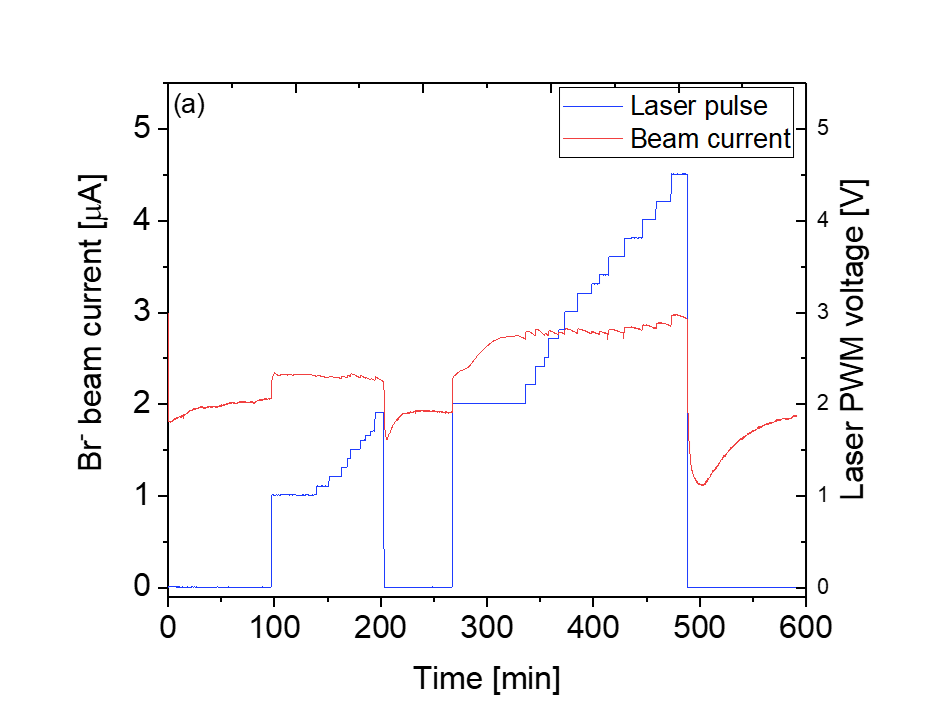 (a)
Laser pulse
Beam current
5
4
3
2
1
0
Br- beam current [μA]
5
4
3
2
1
0
Laser PWM voltage [V]
0 100 200 300 400 500 600
Time [min]